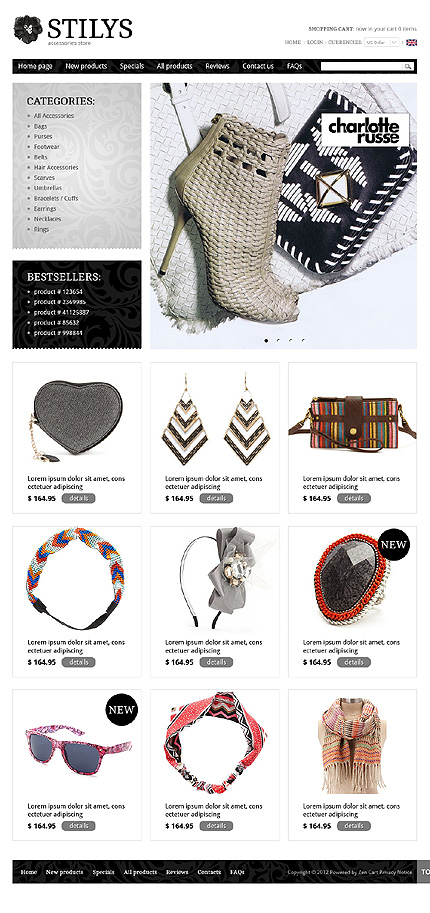 STILYS
accessories store
SHOPPING CART: now in your cart 0 items
HOME | LOGIN | CURRENCIES: US Dollar
Home page New products Specials All products Reviews Contact us FAQs
CATEGORIES:
All Accessories
Bags
Purses
Footwear
Belts
Hair Accessories
Scarves
Umbrellas
Bracelets / Cuffs
Earrings
Necklaces
Rings
charlotte
russe
BESTSELLERS:
product # 123654
product # 2369985
product # 41125887
product # 85632
product # 998844
Lorem ipsum dolor sit amet, cons
ectetuer adipiscing
$ 164.95 details
Lorem ipsum dolor sit amet, cons
ectetuer adipiscing
$ 164.95 details
Lorem ipsum dolor sit amet, cons
ectetuer adipiscing
$ 164.95 details
Lorem ipsum dolor sit amet, cons
ectetuer adipiscing
$ 164.95 details
Lorem ipsum dolor sit amet, cons
ectetuer adipiscing
$ 164.95 details
NEW
Lorem ipsum dolor sit amet, cons
ectetuer adipiscing
$ 164.95 details
NEW
Lorem ipsum dolor sit amet, cons
ectetuer adipiscing
$ 164.95 details
Lorem ipsum dolor sit amet, cons
ectetuer adipiscing
$ 164.95 details
Lorem ipsum dolor sit amet, cons
ectetuer adipiscing
$ 164.95 details
Home New products Specials All products Reviews Contacts FAQs Copyright © 2012 Powered by Zen Cart Privacy Notice TO